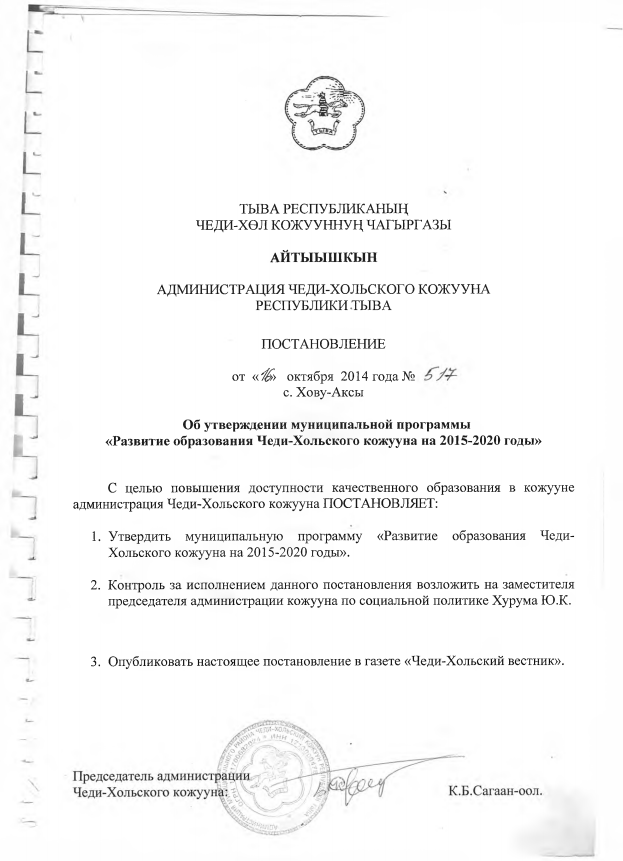 ТЫВА
ТЫВА РЕСПУБЛИКАНЫҢ
ЧЕДИ-ХӨЛ КОЖУУННУҢ ЧАГЫРГАЗЫ
АЙТЫЫШКЫН
АДМИНИСТРАЦИЯ ЧЕДИ-ХОЛЬСКОГО КОЖУУНА
РЕСПУБЛИКИ ТЫВА
ПОСТАНОВЛЕНИЕ
от «16» октября 2014 года № 517
с. Хову-Аксы
Об утверждении муниципальной программы
«Развитие образования Чеди-Хольского кожууна на 2015-2020 годы»
С целью повышения доступности качественного образования в кожууне
администрация Чеди-Хольского кожууна ПОСТАНОВЛЯЕТ:
1. Утвердить муниципальную программу «Развитие образования Чеди-
Хольского кожууна на 2015-2020 годы».
2. Контроль за исполнением данного постановления возложить на заместителя
председателя администрации кожууна по социальной политике Хурума Ю.К.
3. Опубликовать настоящее постановление в газете «Чеди-Хольский вестник».
Председатель администрации
Чеди-Хольского кожууна:
К.Б.Сагаан-оол.